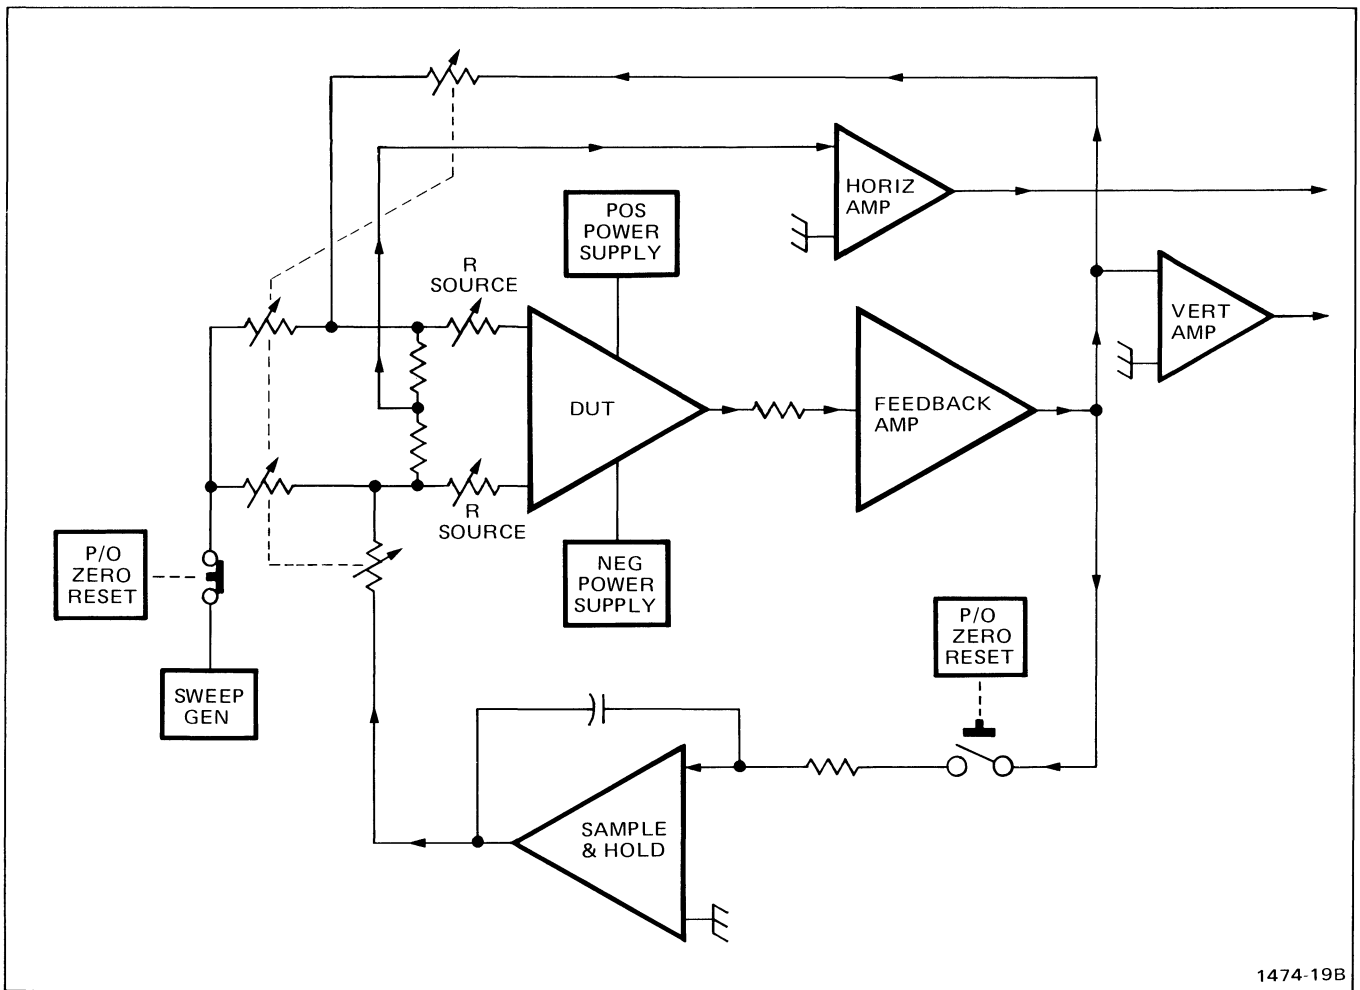 HORIZ
AMP
POS
POWER
SUPPLY
R
SOURCE
VERT
AMP
DUT
FEEDBACK
AMP
R
SOURCE
P/O
ZERO
RESET
NEG
POWER
SUPPLY
P/O
ZERO
RESET
SWEEP
GEN
SAMPLE
& HOLD
1474-19B